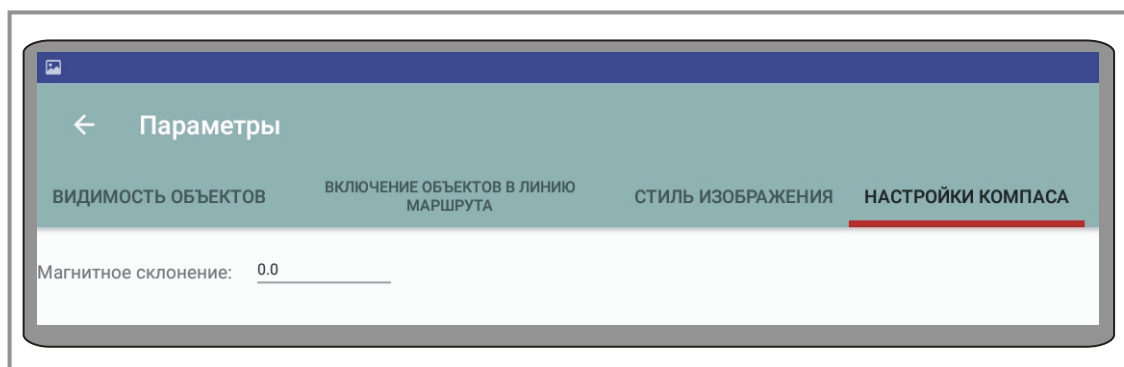 Параметры
ВИДИМОСТЬ ОБЪЕКТОВ
ВКЛЮЧЕНИЕ ОБЪЕКТОВ В ЛИНИЮ
МАРШРУТА
СТИЛЬ ИЗОБРАЖЕНИЯ
НАСТРОЙКИ КОМПАСА
Магнитное склонение: 0.0